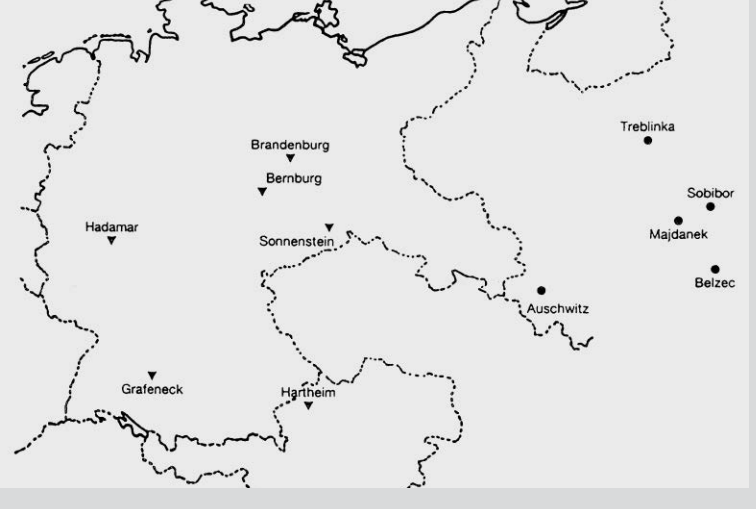 Treblinka
Brandenburg
Bernburg
Sobibor
Hadamar
Majdanek
Sonnenstein
Belzec
Auschwitz
Grafeneck
Hartheim